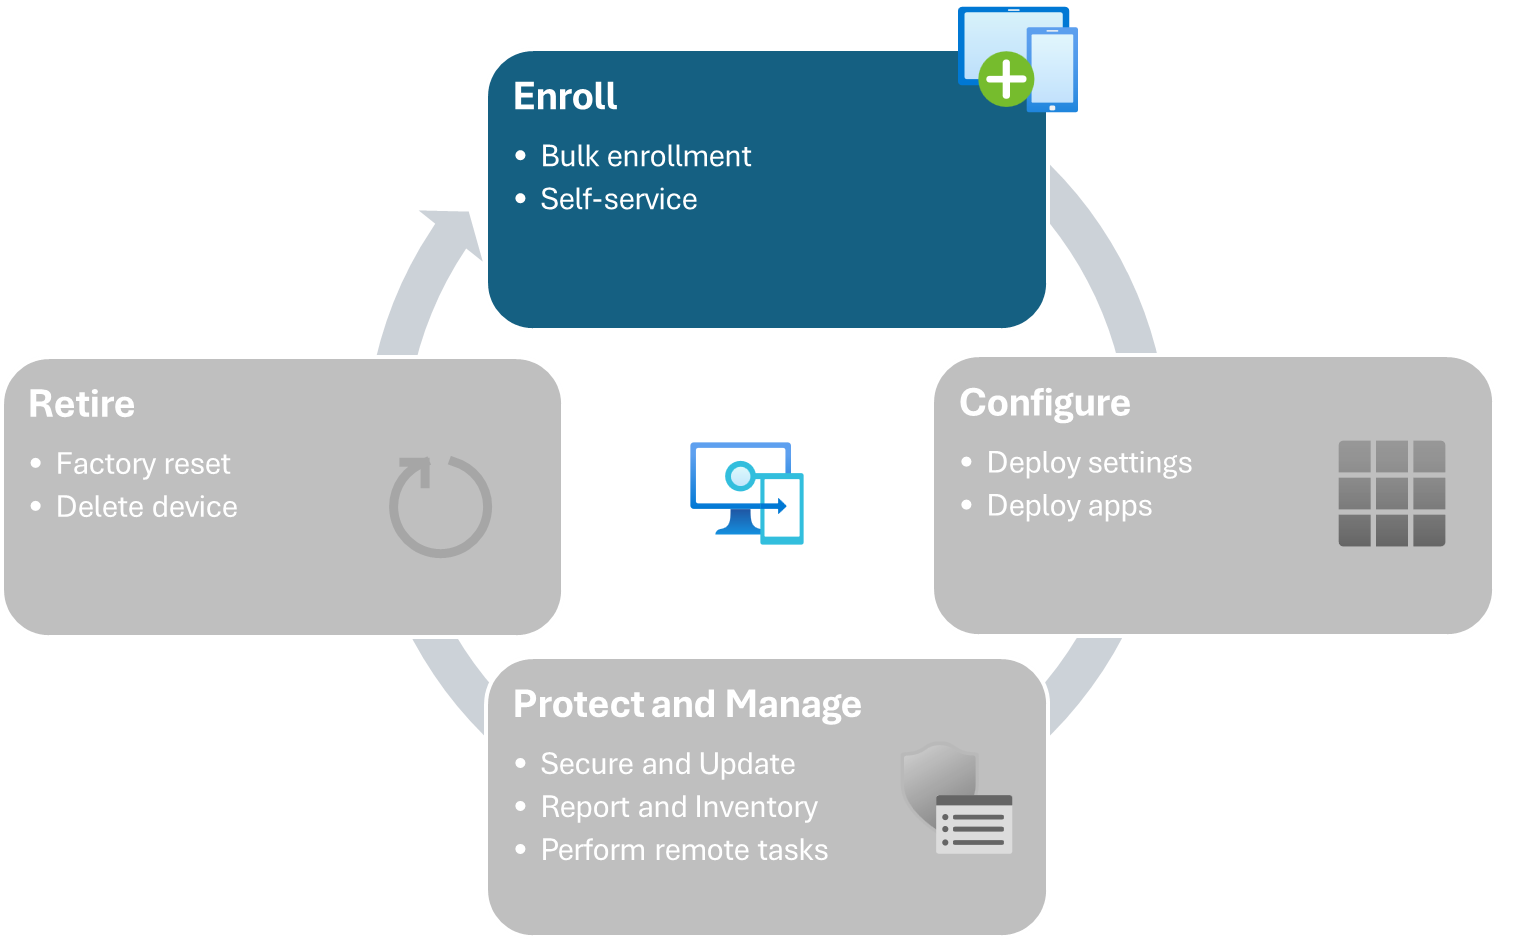 Enroll
• Bulk enrollment
• Self-service
Configure
• Deploy settings
• Deploy apps
Protect and Manage
• Secure and Update
• Report and Inventory
• Perform remote tasks
Retire
• Factory reset
• Delete device